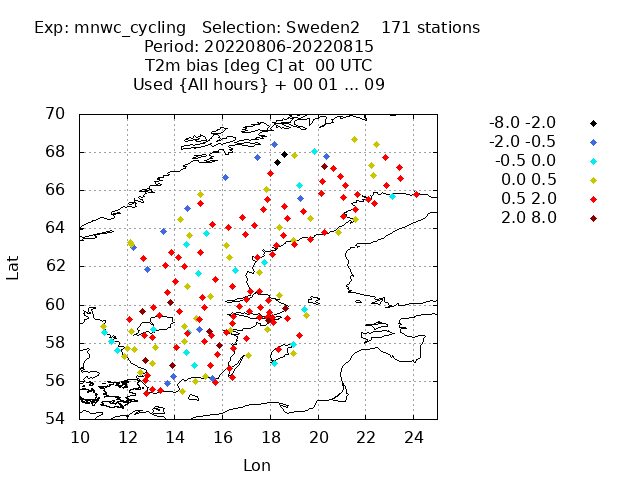 Exp: mnwc_cycling   Selection: Sweden2    171 stations
Period: 20220806-20220815
T2m bias [deg C] at  00 UTC
Used {All hours} + 00 01 ... 09
70
68
66
64
62
60
58
56
54
Lat
10 12 14 16 18 20 22 24
Lon
-8.0 -2.0
-2.0 -0.5
-0.5 0.0
0.0 0.5
0.5 2.0
2.0 8.0